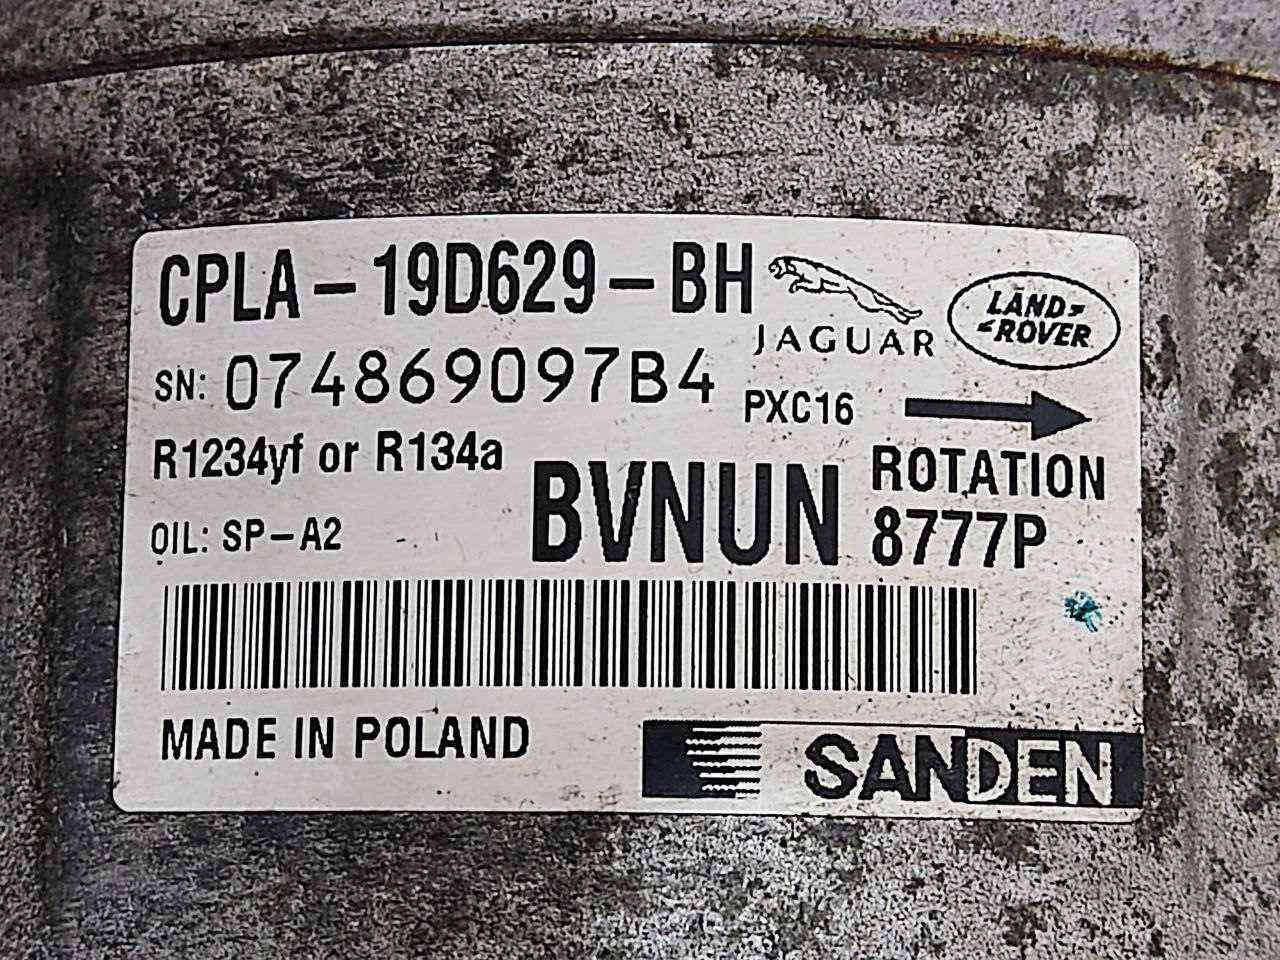 CPLA-19D629-BH
JAGUAR
LAND
ROVER
SN: 074869097B4
PXC16
R1234yf or R134a
ROTATION
OIL: SP-A2
BVNUN
8777P
MADE IN POLAND
SANDEN